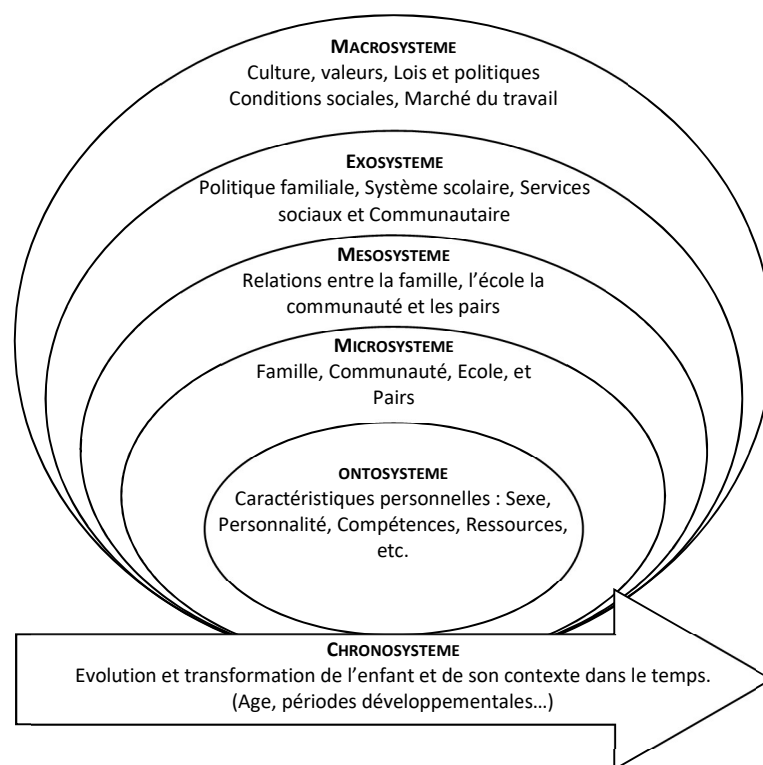 MACROSYSTEME
Culture, valeurs, Lois et politiques
Conditions sociales, Marché du travail
EXOSYSTEME
Politique familiale, Système scolaire, Services
sociaux et Communautaire
MESOSYSTEME
Relations entre la famille, l'école la
communauté et les pairs
MICROSYSTEME
Famille, Communauté, Ecole, et
Pairs
ONTOSYSTEME
Caractéristiques personnelles : Sexe,
Personnalité, Compétences, Ressources,
etc.
CHRONOSYSTEME
Evolution et transformation de l'enfant et de son contexte dans le temps.
(Age, périodes développementales…)